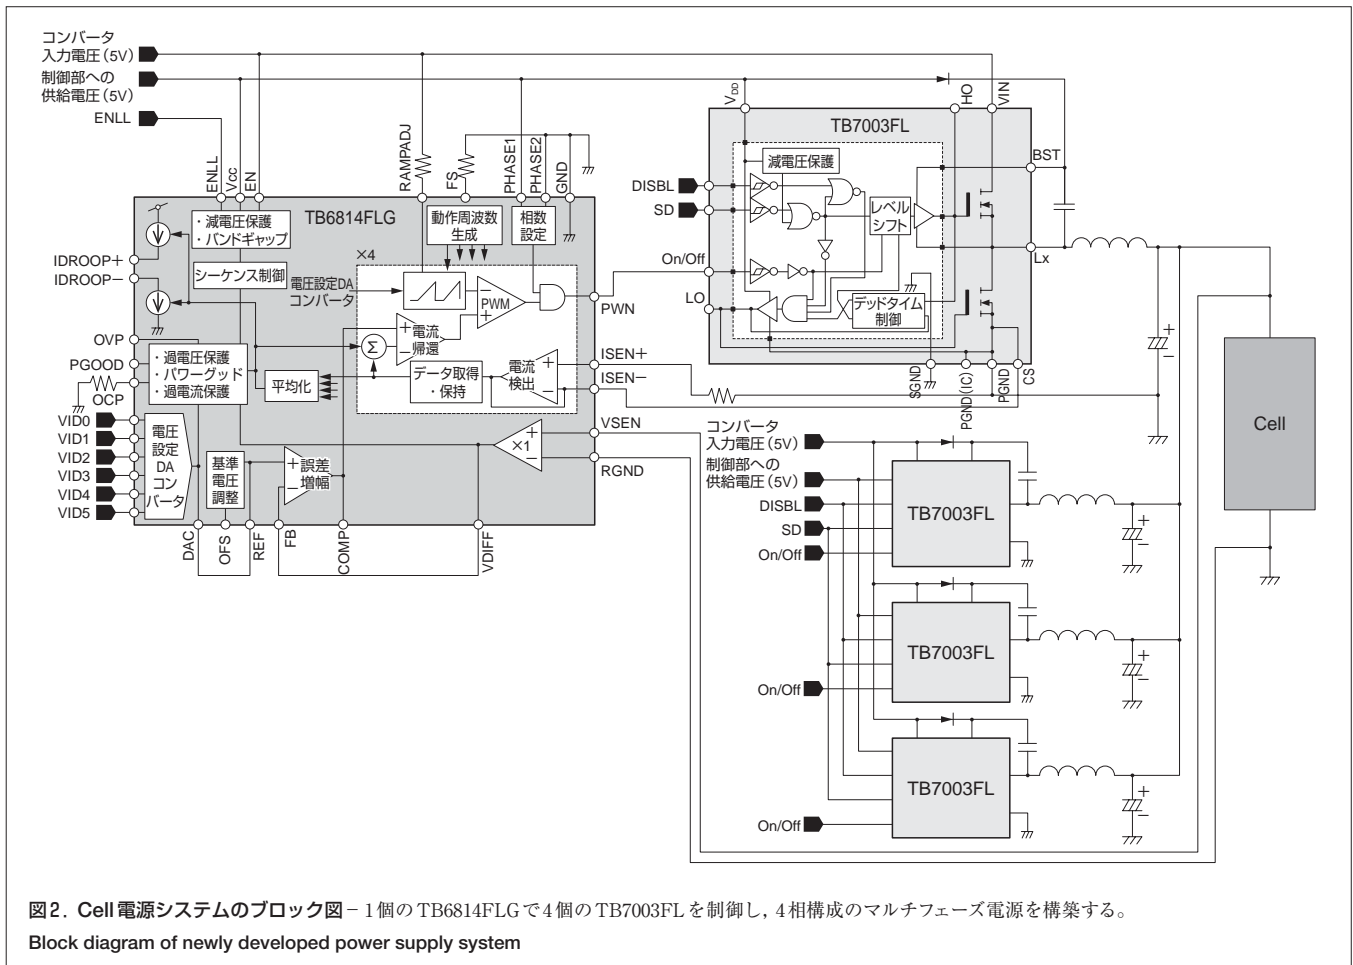 コンバータ
入力電圧(5V)
制御部への
供給電圧(5V)
ENLL
ENLL
Vcc
EN
RAMPADJ
FS
PHASE1
PHASE2
GND
TB6814FLG
・減電圧保護
・バンドギャップ
シーケンス制御
動作周波数
生成
相数
設定
×4
電圧設定DA
コンバータ
PWM
PWN
IDROOP+
IDROOP−
OVP
PGOOD
OCP
・過電圧保護
・パワーグッド
・過電流保護
平均化
Σ
+
−
電流
帰還
データ取得
・保持
電流
検出
+
−
ISEN+
ISEN−
VSEN
RGND
×1
+
−
VID0
VID1
VID2
VID3
VID4
VID5
電圧
設定
DA
コン
バータ
基準
電圧
調整
+
−
誤差
増幅
DAC
OFS
REF
FB
COMP
VDIFF
VDD
HO
VIN
TB7003FL
減電圧保護
DISBL
SD
レベル
シフト
On/Off
LO
デッドタイム
制御
BST
Lx
SGND
PGND(IC)
PGND
CS
+
−
Cell
コンバータ
入力電圧(5V)
制御部への
供給電圧(5V)
DISBL
SD
On/Off
TB7003FL
+
−
On/Off
TB7003FL
+
−
On/Off
TB7003FL
+
−
図2. Cell電源システムのブロック図−1個のTB6814FLGで4個のTB7003FLを制御し,4相構成のマルチフェーズ電源を構築する。
Block diagram of newly developed power supply system